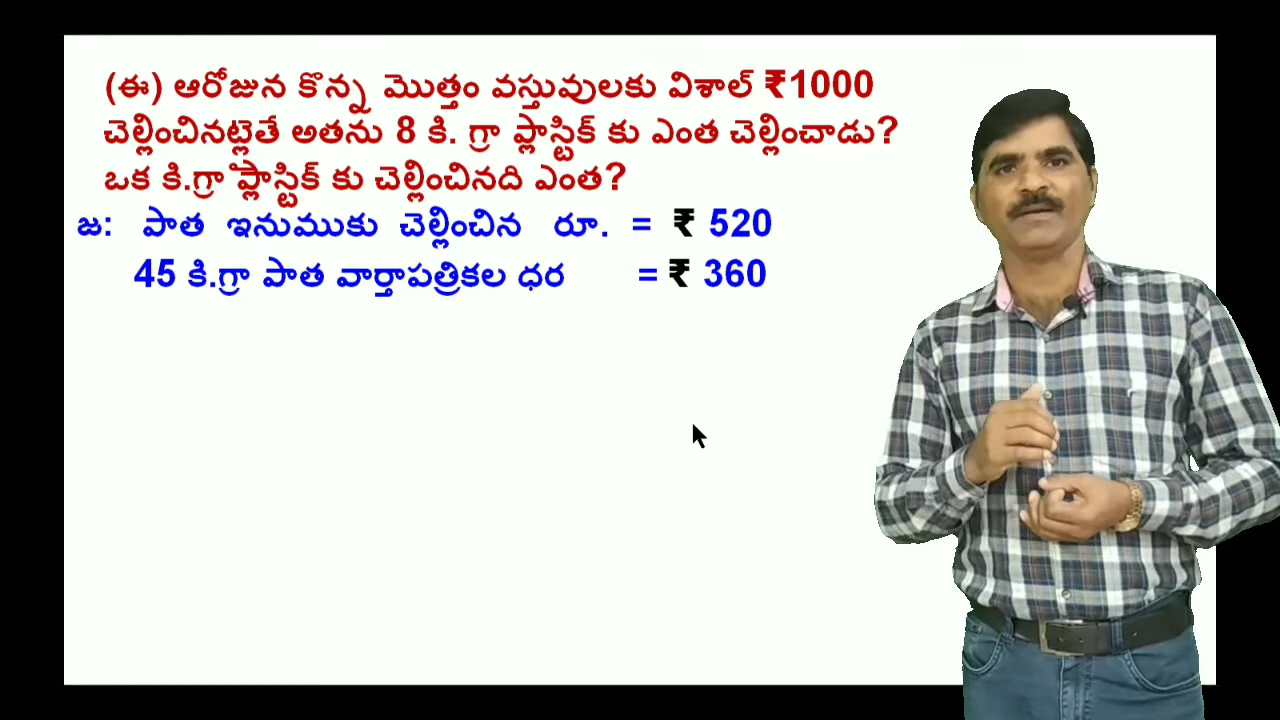 (ఈ) ఆరోజున కొన్న మొత్తం వస్తువులకు విశాల్ ₹1000
చెల్లించినట్లైతే అతను 8 కి. గ్రా ప్లాస్టిక్ కు ఎంత చెల్లించాడు?
ఒక కి.గ్రా ప్లాస్టిక్ కు చెల్లించినది ఎంత?
జ: పాత ఇనుముకు చెల్లించిన రూ. = ₹ 520
45 కి.గ్రా పాత వార్తాపత్రికల ధర = ₹ 360